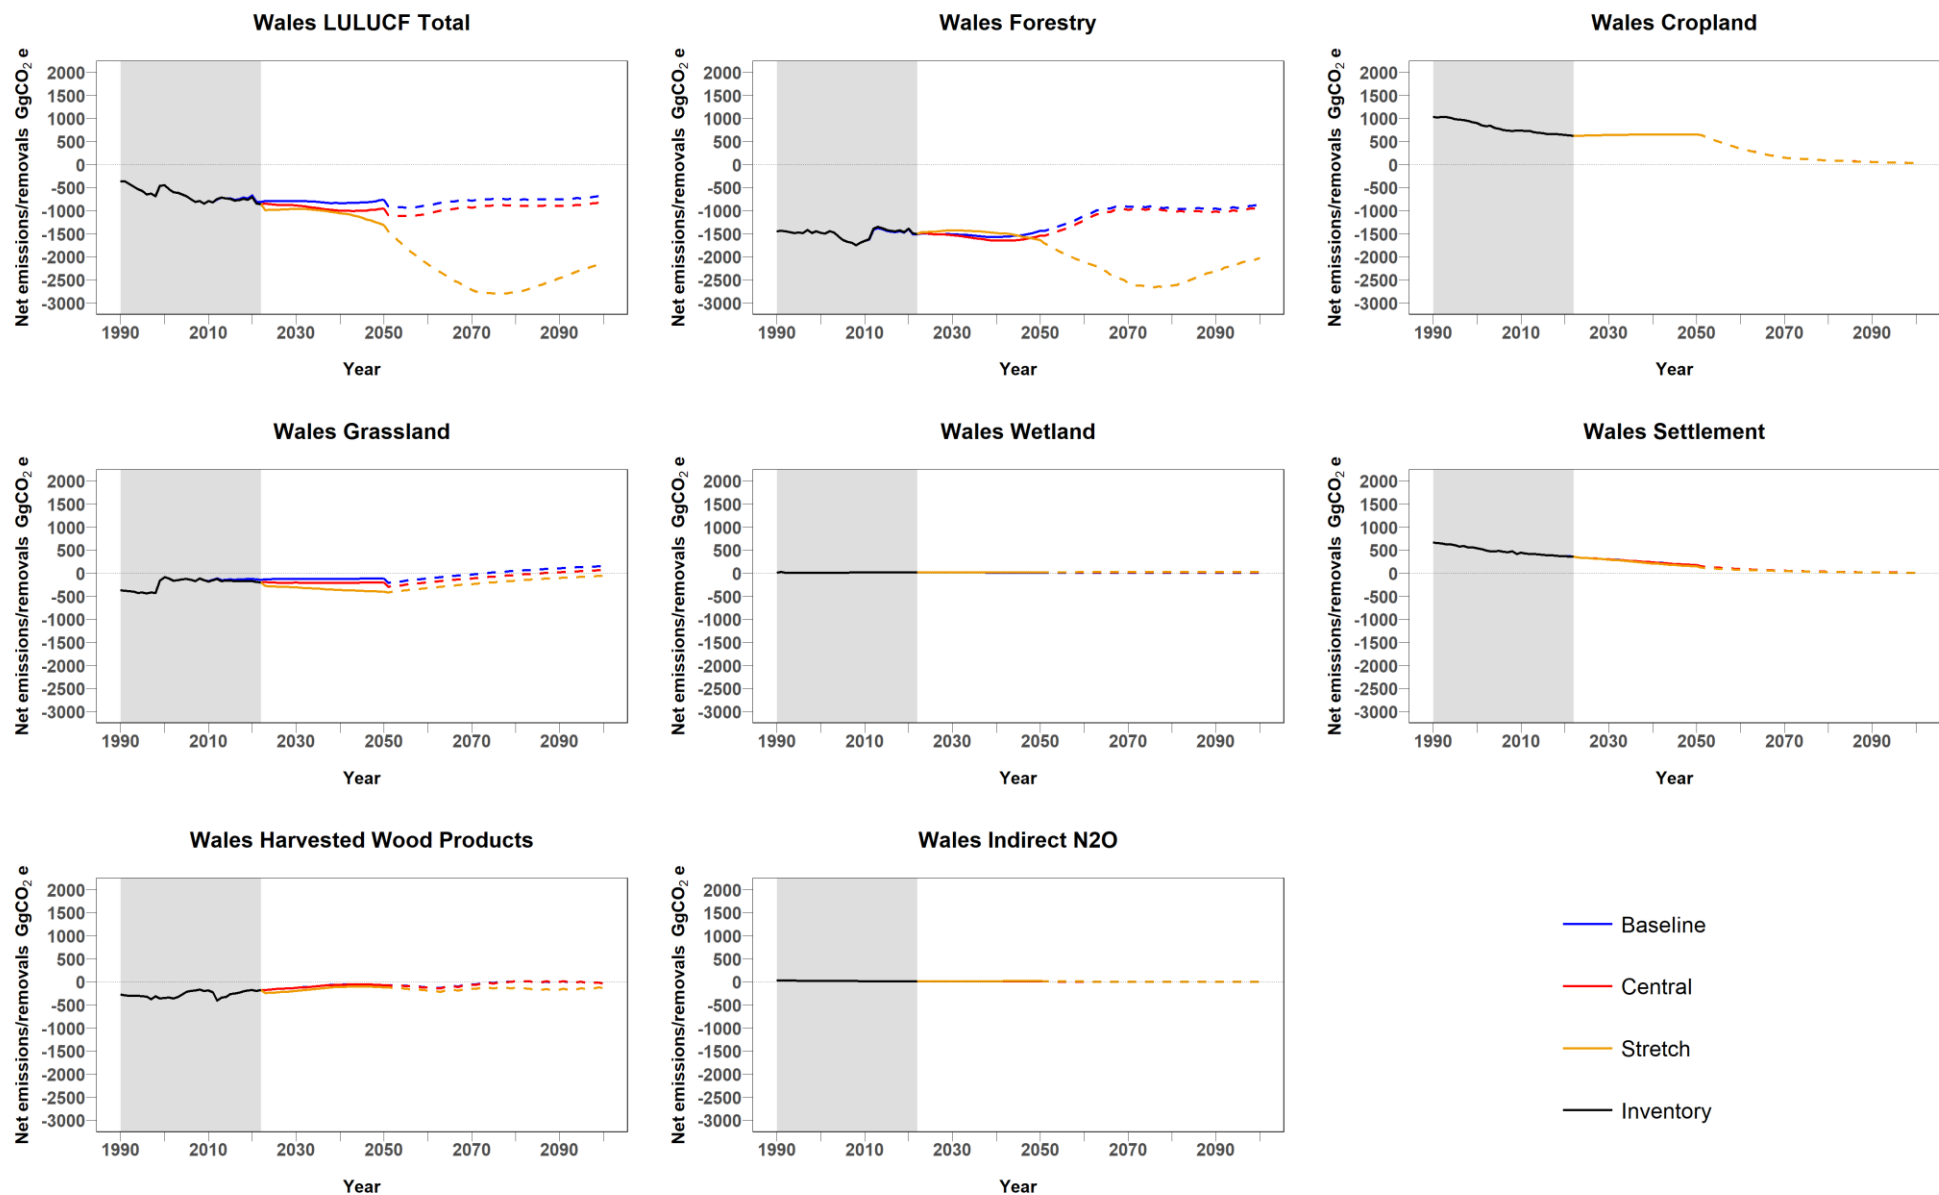 Wales LULUCF Total
Net emissions/removals GgCO₂ e
2000
1500
1000
500
0
-500
-1000
-1500
-2000
-2500
-3000
1990 2010 2030 2050 2070 2090
Year
Wales Forestry
Net emissions/removals GgCO₂ e
2000
1500
1000
500
0
-500
-1000
-1500
-2000
-2500
-3000
1990 2010 2030 2050 2070 2090
Year
Wales Cropland
Net emissions/removals GgCO₂ e
2000
1500
1000
500
0
-500
-1000
-1500
-2000
-2500
-3000
1990 2010 2030 2050 2070 2090
Year
Wales Grassland
Net emissions/removals GgCO₂ e
2000
1500
1000
500
0
-500
-1000
-1500
-2000
-2500
-3000
1990 2010 2030 2050 2070 2090
Year
Wales Wetland
Net emissions/removals GgCO₂ e
2000
1500
1000
500
0
-500
-1000
-1500
-2000
-2500
-3000
1990 2010 2030 2050 2070 2090
Year
Wales Settlement
Net emissions/removals GgCO₂ e
2000
1500
1000
500
0
-500
-1000
-1500
-2000
-2500
-3000
1990 2010 2030 2050 2070 2090
Year
Wales Harvested Wood Products
Net emissions/removals GgCO₂ e
2000
1500
1000
500
0
-500
-1000
-1500
-2000
-2500
-3000
1990 2010 2030 2050 2070 2090
Year
Wales Indirect N2O
Net emissions/removals GgCO₂ e
2000
1500
1000
500
0
-500
-1000
-1500
-2000
-2500
-3000
1990 2010 2030 2050 2070 2090
Year
Baseline
Central
Stretch
Inventory